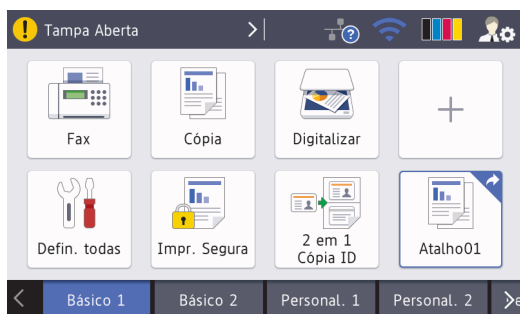 Tampa Aberta
Fax
Cópia
Digitalizar
Defin. todas
Impr. Segura
2 em 1
Cópia ID
Atalho01
Básico 1
Básico 2
Personal. 1
Personal. 2